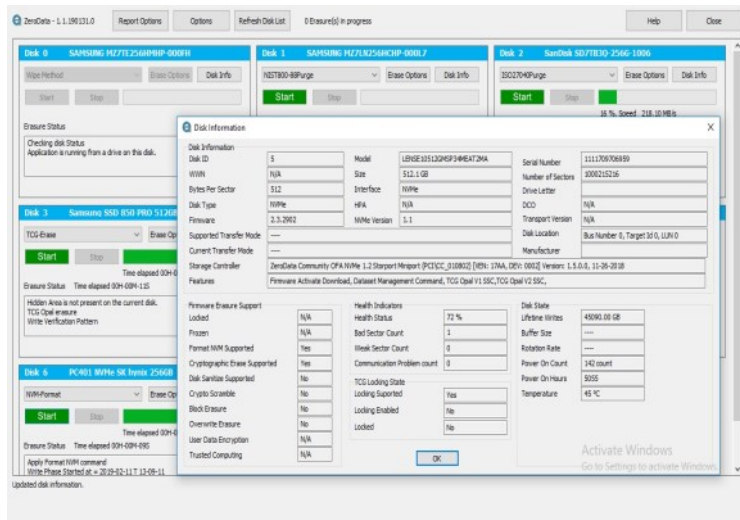 ZeroData - 1.1.190131.0 Report Options Options Refresh Disk List 0 Erasure(s) in progress Help Close
Disk 0 SAMSUNG MZ7TE256HMHP-000FH
Wipe Method Erase Options Disk Info
Start Stop
Erasure Status
Checking disk Status
Application is running from a drive on this disk.
Disk 1 SAMSUNG MZ7LN256HCHP-000L7
NIST800-88Purge Erase Options Disk Info
Start Stop
Disk 2 SanDisk SD7TB3Q-256G-1006
ISO27040Purge Erase Options Disk Info
Start Stop
16 %, Speed 218.10 MB/s
Disk 3 Samsung SSD 850 PRO 512GB
TCG-Erase Erase Op
Start Stop
Time elapsed 00H-0
Erasure Status Time elapsed 00H-00M-11S
Hidden Area is not present on the current disk.
TCG Opal erasure
Write Verification Pattern
Disk 6 PC401 NVMe SK hynix 256GB
NVM-Format Erase Op
Start Stop
Time elapsed 00H-0
Erasure Status Time elapsed 00H-00M-09S
Apply Format NVM command
Write Phase Started at = 2019-02-11T 13-09-11
Updated disk information.
Disk Information X
Disk Information
Disk ID 5 Model LENSE10512GMSP34MEAT2MA Serial Number 1111709706959
WWN N/A Size 512.1 GB Number of Sectors 1000215216
Bytes Per Sector 512 Interface NVMe Drive Letter
Disk Type NVMe HPA N/A DCO N/A
Firmware 2.3.2902 NVMe Version 1.1 Transport Version N/A
Supported Transfer Mode ---- Disk Location Bus Number 0, Target Id 0, LUN 0
Current Transfer Mode ---- Manufacturer
Storage Controller ZeroData Community OFA NVMe 1.2 Storport Miniport (PCI\CC_010802) [VEN: 17AA, DEV: 0002] Version: 1.5.0.0, 11-26-2018
Features Firmware Activate Download, Dataset Management Command, TCG Opal V1 SSC,TCG Opal V2 SSC,
Firmware Erasure Support
Locked N/A
Frozen N/A
Format NVM Supported Yes
Cryptographic Erase Supported Yes
Disk Sanitize Supported No
Crypto Scramble No
Block Erasure No
Overwrite Erasure No
User Data Encryption N/A
Trusted Computing N/A
Health Indicators
Health Status 72 %
Bad Sector Count 1
Weak Sector Count 0
Communication Problem count 0
TCG Locking State
Locking Suported Yes
Locking Enabled No
Locked No
Disk State
Lifetime Writes 45090.00 GB
Buffer Size ----
Rotation Rate ----
Power On Count 142 count
Power On Hours 5055
Temperature 45 °C
OK
Activate Windows
Go to Settings to activate Windows.